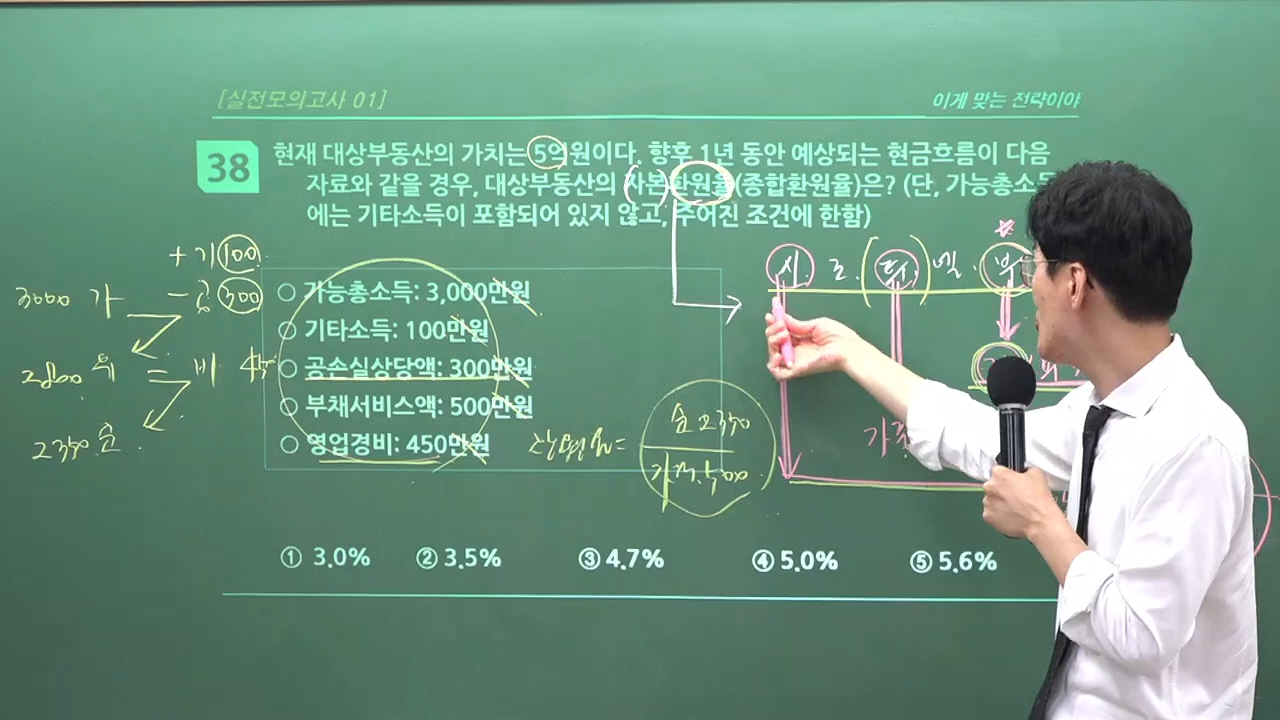 [실전모의고사 01]
이게 맞는 전략이야
38 현재 대상부동산의 가치는 5억원이다. 향후 1년 동안 예상되는 현금흐름이 다음
자료와 같을 경우, 대상부동산의 자본환원율(종합환원율)은? (단, 가능총소득
에는 기타소득이 포함되어 있지 않고, 주어진 조건에 한함)
+ 기 100
3000 가 - 공 300
2800 유 = 비 450
2350 순
○ 가능총소득: 3,000만원
○ 기타소득: 100만원
○ 공손실상당액: 300만원
○ 부채서비스액: 500만원
○ 영업경비: 450만원
순 2350
시
① 3.0% ② 3.5% ③ 4.7% ④ 5.0% ⑤ 5.6%